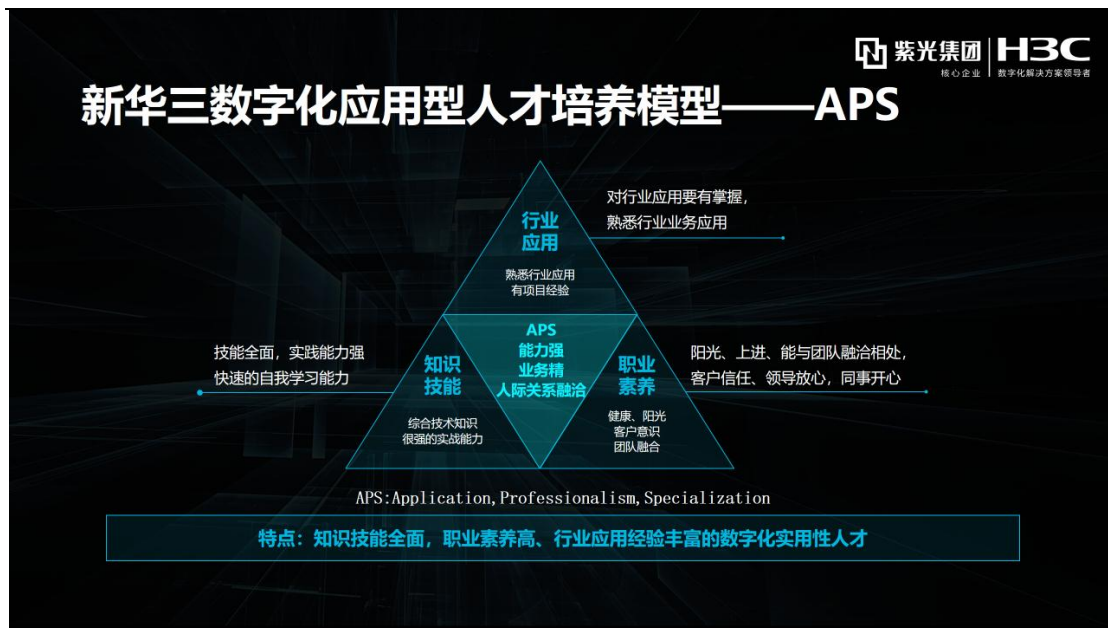 紫光集团 H3C
核心企业 数字化解决方案领导者
新华三数字化应用型人才培养模型——APS
对行业应用要有掌握，
熟悉行业业务应用
行业
应用
熟悉行业应用
有项目经验
技能全面，实践能力强
快速的自我学习能力
知识
技能
综合技术知识
很强的实战能力
APS
能力强
业务精
人际关系融洽
职业
素养
健康、阳光
客户意识
团队融合
阳光、上进、能与团队融洽相处，
客户信任、领导放心，同事开心
APS:Application,Professionalism,Specialization
特点：知识技能全面，职业素养高、行业应用经验丰富的数字化实用性人才